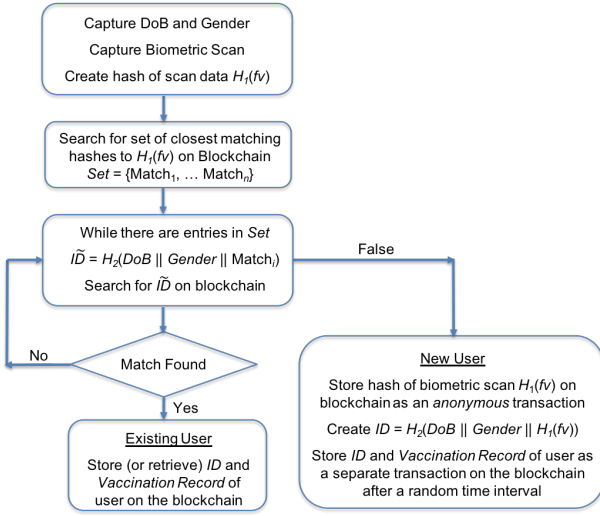 Capture DoB and Gender
Capture Biometric Scan
Create hash of scan data H₁(fv)
Search for set of closest matching
hashes to H₁(fv) on Blockchain
Set = {Match₁, … Matchₙ}
While there are entries in Set
ID̃ = H₂(DoB || Gender || Matchᵢ)
Search for ID̃ on blockchain
False
No
Match Found
Yes
Existing User
Store (or retrieve) ID and
Vaccination Record of
user on the blockchain
New User
Store hash of biometric scan H₁(fv) on
blockchain as an anonymous transaction
Create ID = H₂(DoB || Gender || H₁(fv))
Store ID and Vaccination Record of user as
a separate transaction on the blockchain
after a random time interval